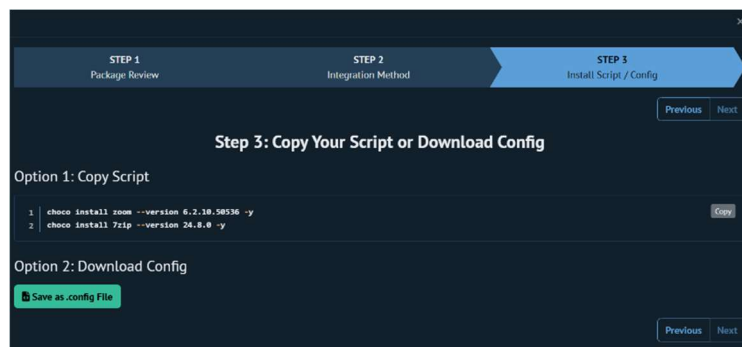 ×
STEP 1
Package Review
STEP 2
Integration Method
STEP 3
Install Script / Config
Previous Next
Step 3: Copy Your Script or Download Config
Option 1: Copy Script
1 choco install zoom --version 6.2.10.50536 -y
Copy
2 choco install 7zip --version 24.8.0 -y
Option 2: Download Config
Save as .config File
Previous Next